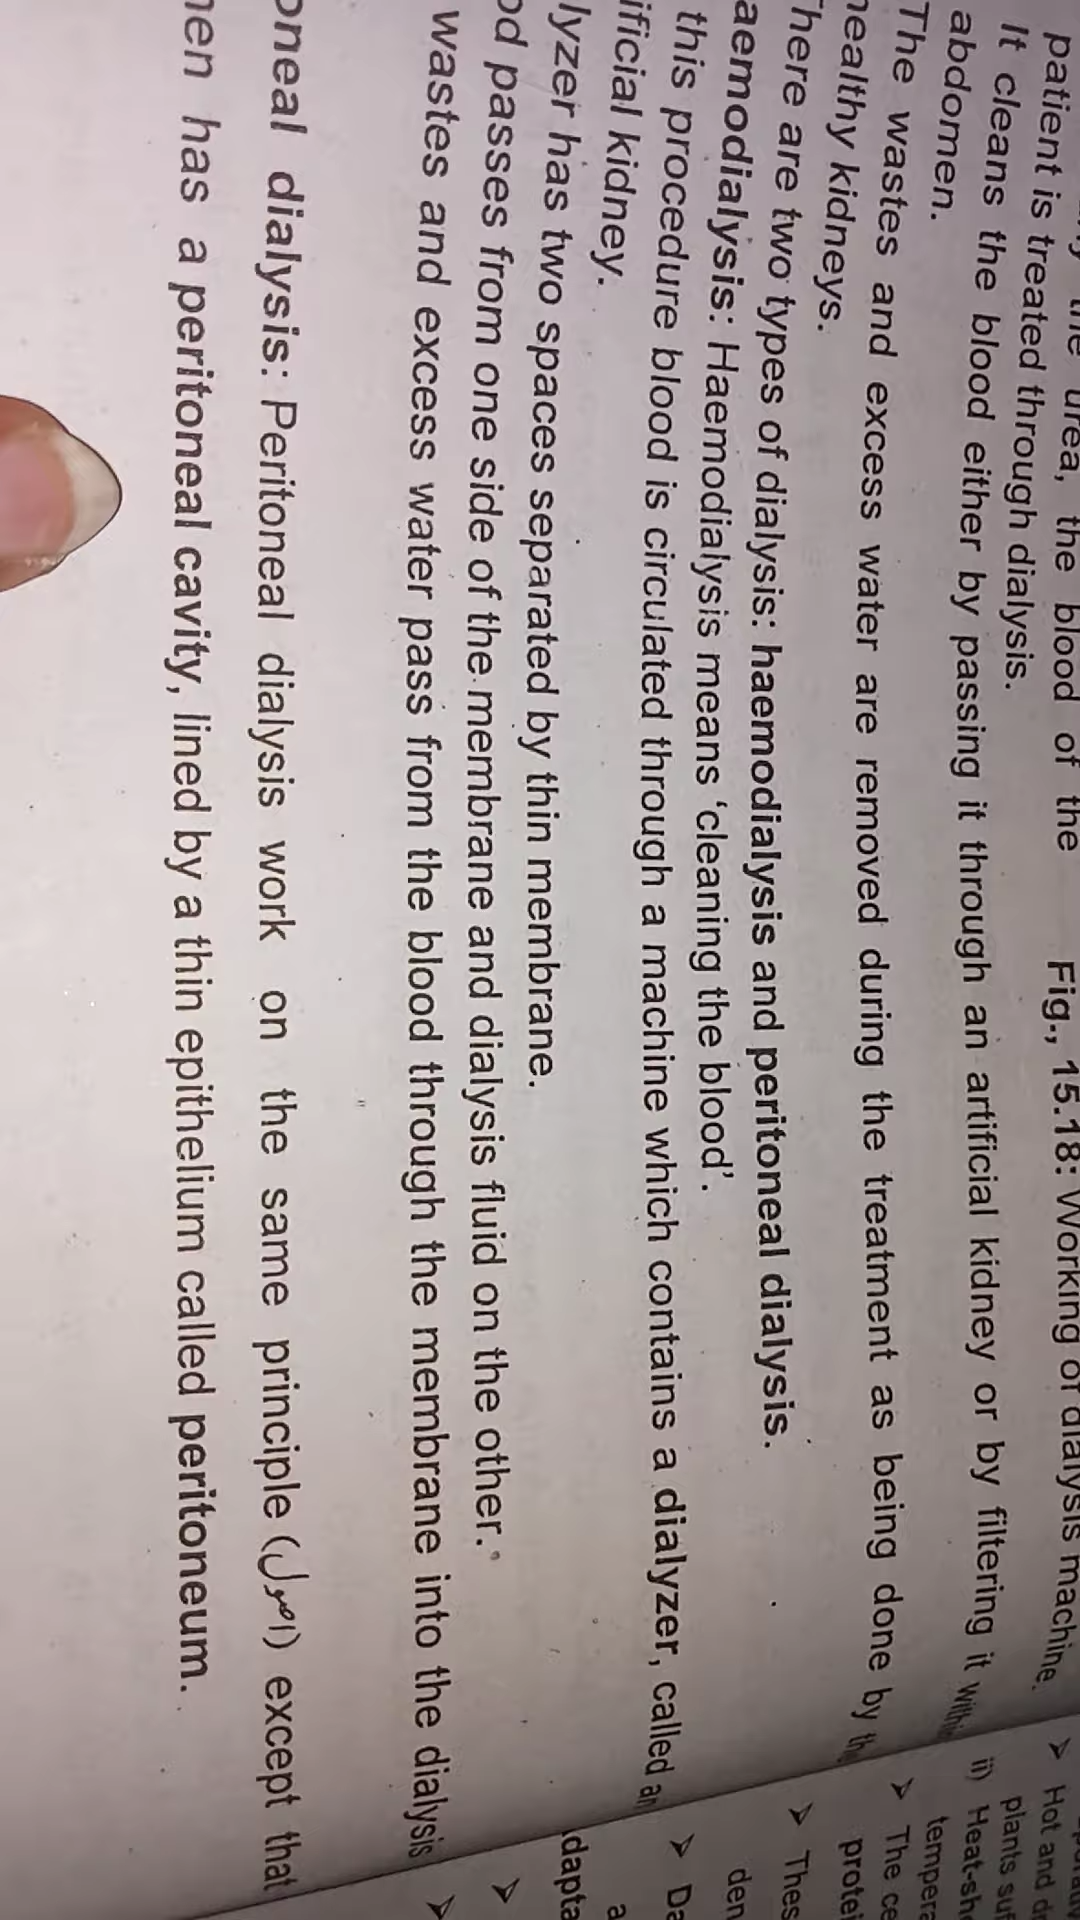 the urea, the blood of the
patient is treated through dialysis.
Fig., 15.18: Working of dialysis machine.
It cleans the blood either by passing it through an artificial kidney or by filtering it within
abdomen.
The wastes and excess water are removed during the treatment as being done by
healthy kidneys.
here are two types of dialysis: haemodialysis and peritoneal dialysis.
aemodialysis: Haemodialysis means 'cleaning the blood'.
this procedure blood is circulated through a machine which contains a dialyzer, called an
ificial kidney.
lyzer has two spaces separated by thin membrane.
od passes from one side of the membrane and dialysis fluid on the other.
wastes and excess water pass from the blood through the membrane into the dialysis
oneal dialysis: Peritoneal dialysis work on the same principle (اصول) except that
en has a peritoneal cavity, lined by a thin epithelium called peritoneum.
➤ Hot and
plants
ii) Heat-sh
tempera
➤ The ce
protei
➤ Thes
den
➤ Da
a
dapta
➤
➤